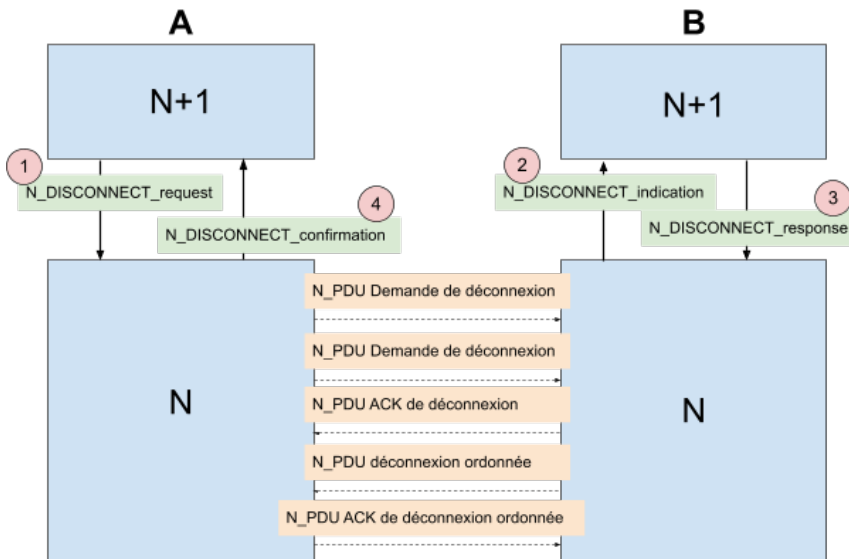 A
B
N+1
N+1
1
N_DISCONNECT_request
2
N_DISCONNECT_indication
4
N_DISCONNECT_confirmation
3
N_DISCONNECT_response
N_PDU Demande de déconnexion
N_PDU Demande de déconnexion
N
N_PDU ACK de déconnexion
N
N_PDU déconnexion ordonnée
N_PDU ACK de déconnexion ordonnée